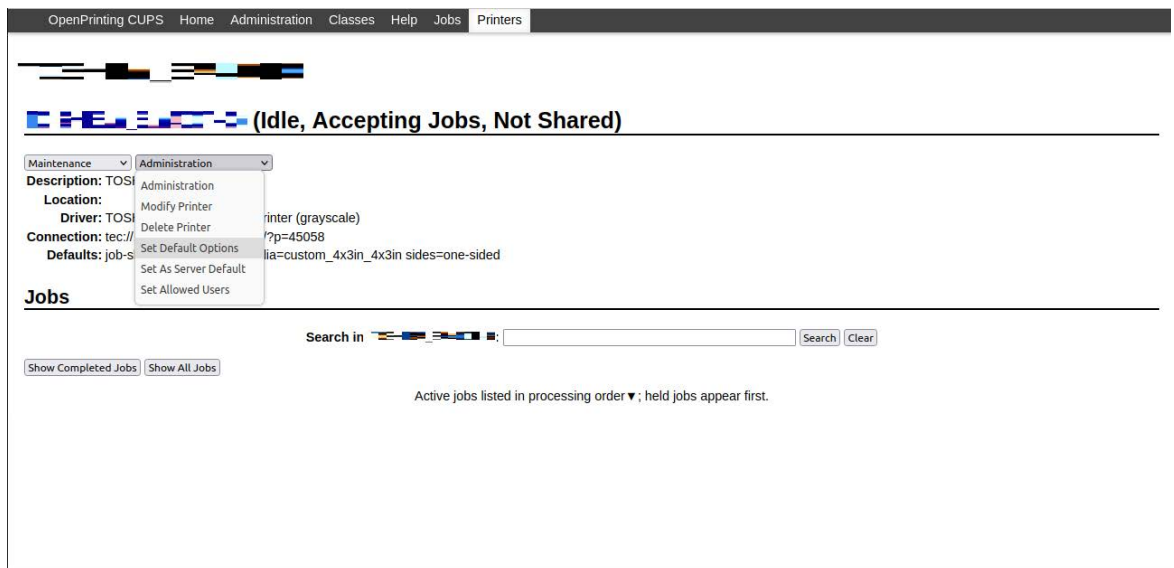 OpenPrinting CUPS Home Administration Classes Help Jobs Printers
(Idle, Accepting Jobs, Not Shared)
Maintenance Administration
Description: TOSH
Administration
Location:
Modify Printer
Driver: TOSH rinter (grayscale)
Delete Printer
Connection: tec:// /?p=45058
Set Default Options
Defaults: job-s ia=custom_4x3in_4x3in sides=one-sided
Set As Server Default
Set Allowed Users
Jobs
Search in : Search Clear
Show Completed Jobs Show All Jobs
Active jobs listed in processing order▼; held jobs appear first.